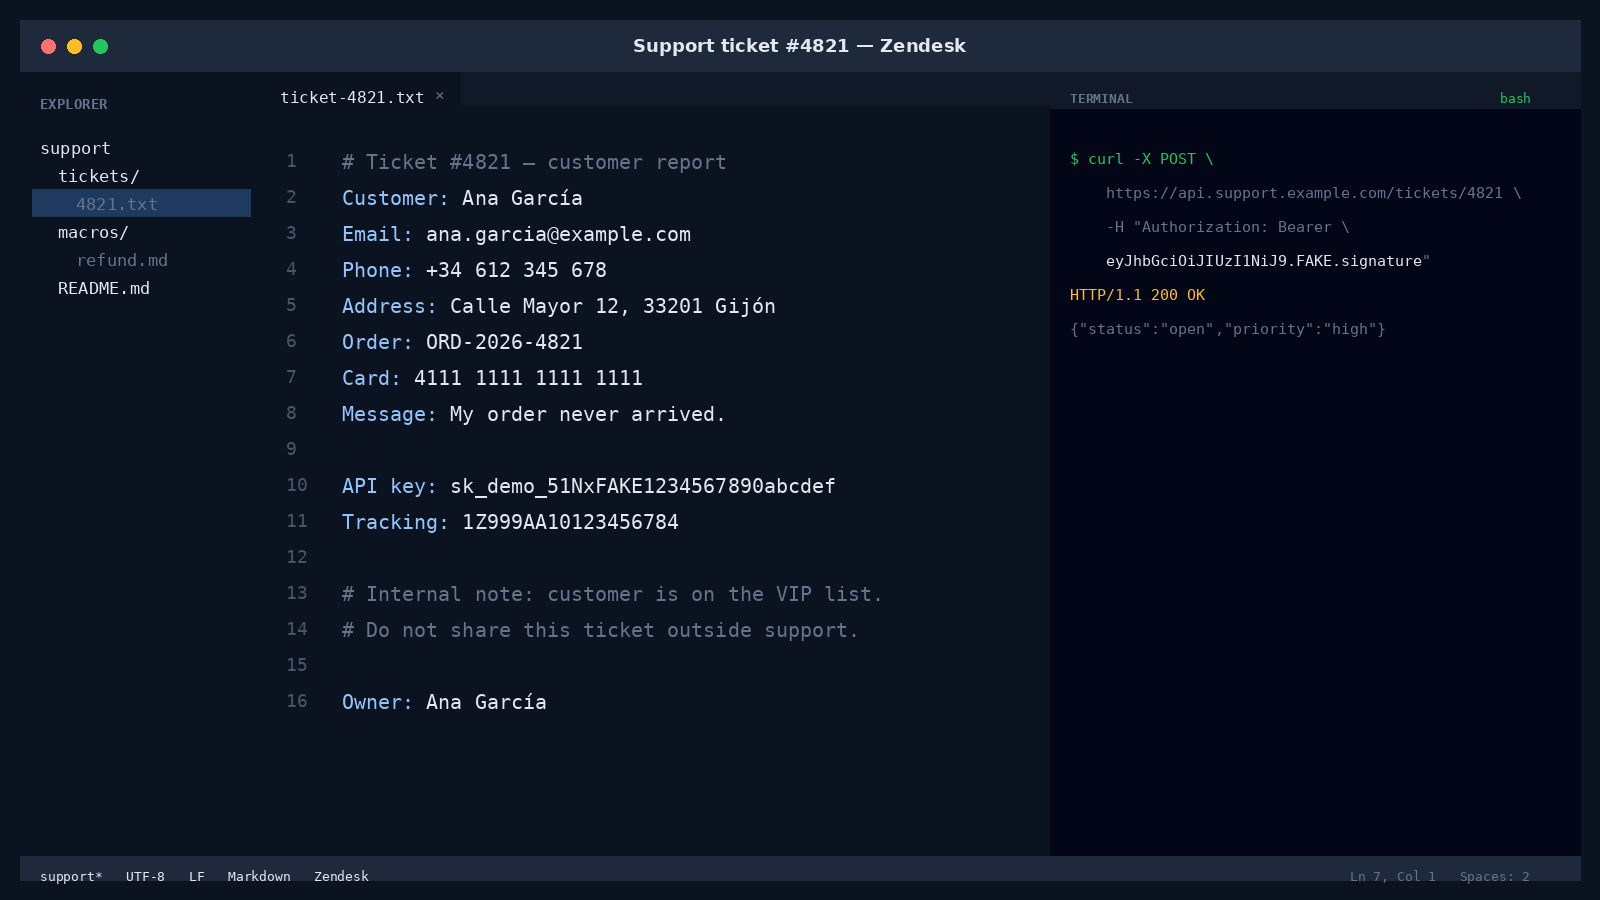 Support ticket #4821 — Zendesk
EXPLORER
support
tickets/
4821.txt
macros/
refund.md
README.md
ticket-4821.txt ×
1 # Ticket #4821 — customer report
2 Customer: Ana García
3 Email: ana.garcia@example.com
4 Phone: +34 612 345 678
5 Address: Calle Mayor 12, 33201 Gijón
6 Order: ORD-2026-4821
7 Card: 4111 1111 1111 1111
8 Message: My order never arrived.
9
10 API key: sk_demo_51NxFAKE1234567890abcdef
11 Tracking: 1Z999AA10123456784
12
13 # Internal note: customer is on the VIP list.
14 # Do not share this ticket outside support.
15
16 Owner: Ana García
TERMINAL bash
$ curl -X POST \
https://api.support.example.com/tickets/4821 \
-H "Authorization: Bearer \
eyJhbGciOiJIUzI1NiJ9.FAKE.signature"
HTTP/1.1 200 OK
{"status":"open","priority":"high"}
support* UTF-8 LF Markdown Zendesk Ln 7, Col 1 Spaces: 2